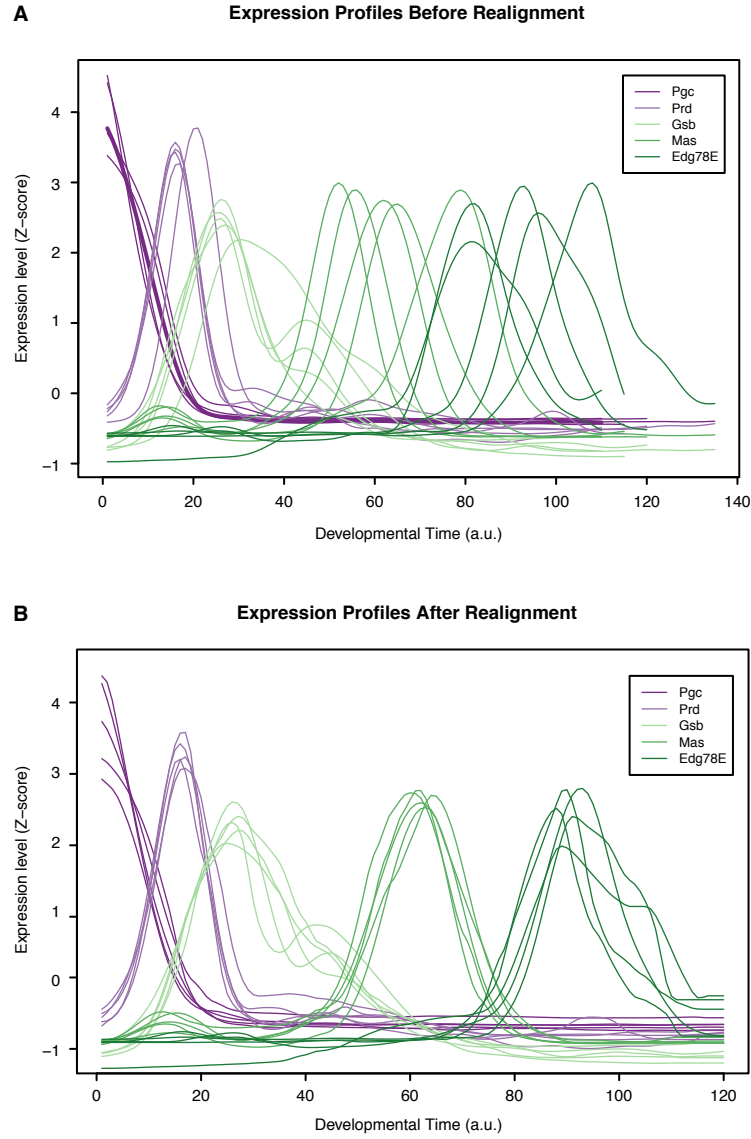 A
Expression Profiles Before Realignment
Expression level (Z-score)
4
3
2
1
0
−1
Pgc
Prd
Gsb
Mas
Edg78E
0 20 40 60 80 100 120 140
Developmental Time (a.u.)
B
Expression Profiles After Realignment
Expression level (Z-score)
4
3
2
1
0
−1
Pgc
Prd
Gsb
Mas
Edg78E
0 20 40 60 80 100 120
Developmental Time (a.u.)